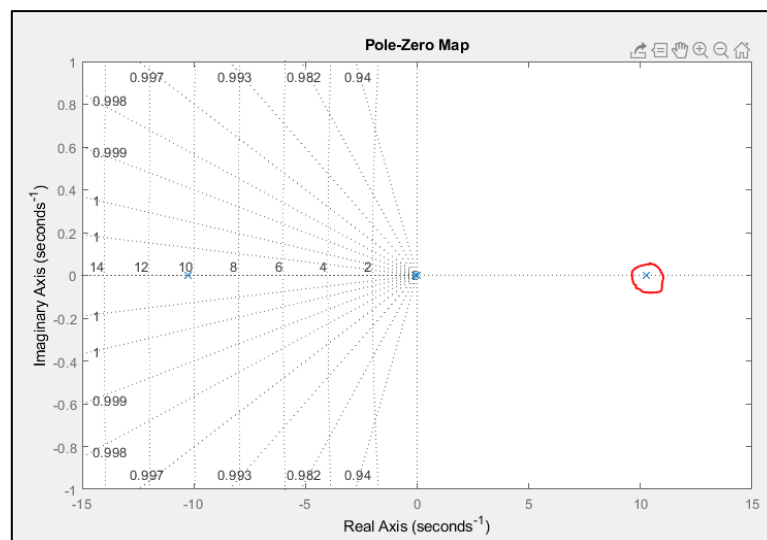 Pole-Zero Map
1
0.997 0.993 0.982 0.94
0.8
0.998
0.6
0.999
0.4
1
0.2
1
14 12 10 8 6 4 2
0
-0.2
1
-0.4
1
-0.6
0.999
-0.8
0.998
0.997 0.993 0.982 0.94
-1
-15 -10 -5 0 5 10 15
Real Axis (seconds⁻¹)
Imaginary Axis (seconds⁻¹)